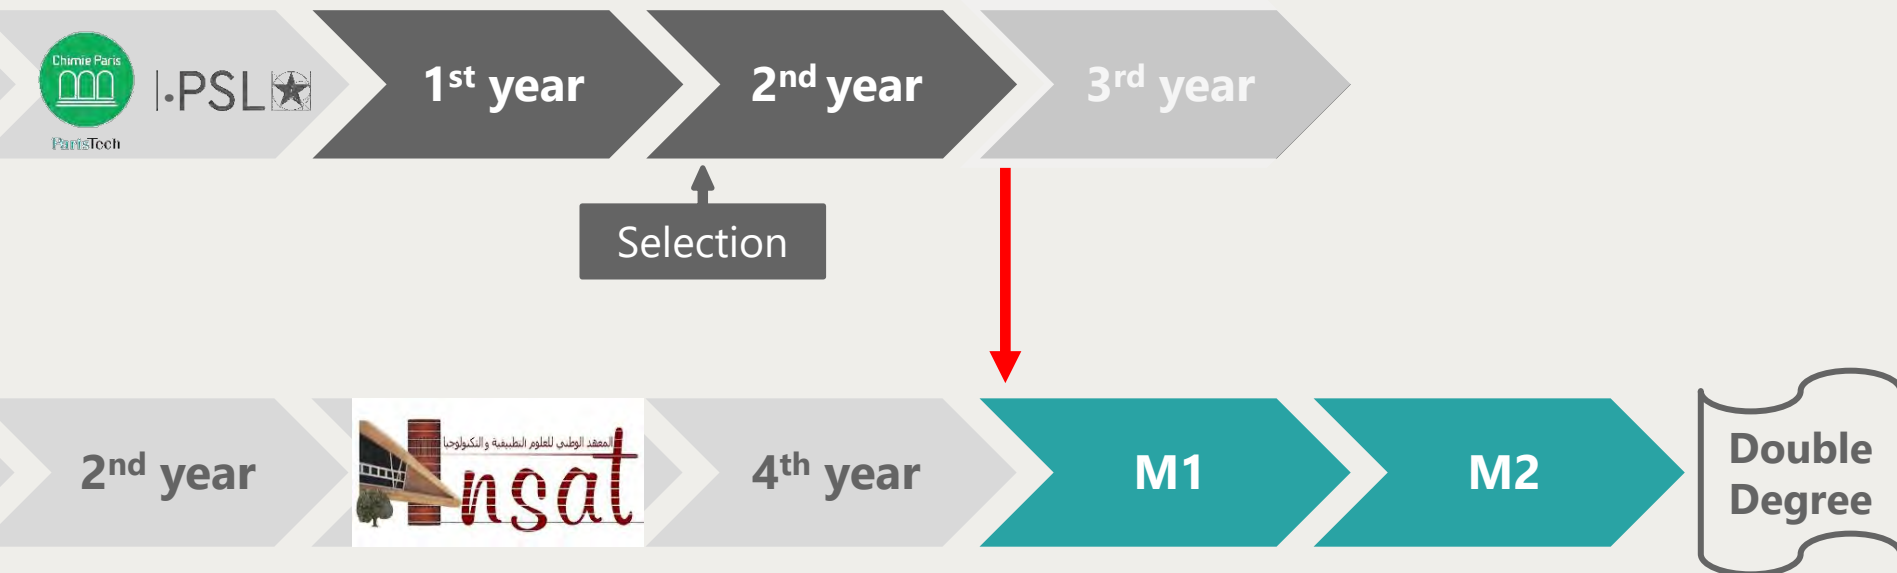 Chimie Paris
ParisTech
PSL
1st year
2nd year
3rd year
Selection
2nd year
المعهد الوطني للعلوم التطبيقية و التكنولوجيا
Insat
4th year
M1
M2
Double
Degree